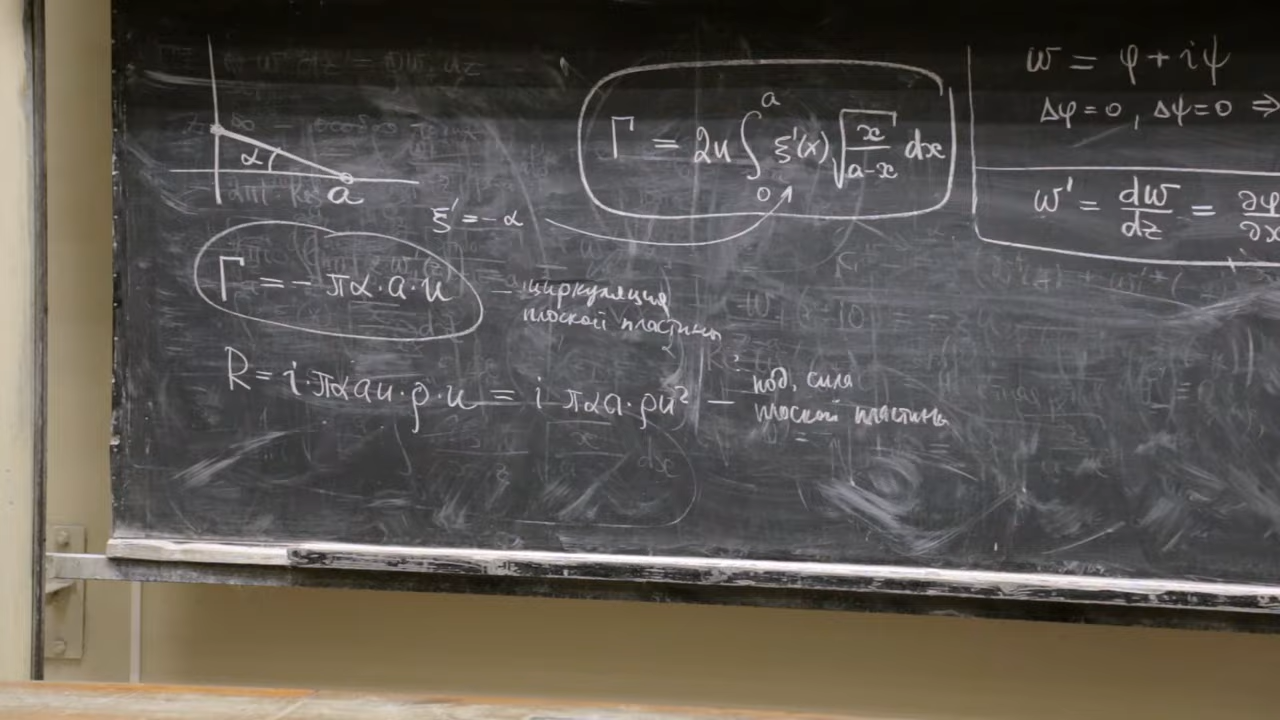 α
a
ξ' = - α
Γ = - πα·a·u — циркуляция
плоской пластины
R = i·παau·ρ·u = i παa·ρu² — под. сила
плоской пластины
Γ = 2u ∫₀ᵃ ξ'(x) √(x/(a-x)) dx
w = φ + iψ
Δφ=0, Δψ=0 ⇒
w' = dw/dz = ∂φ/∂x